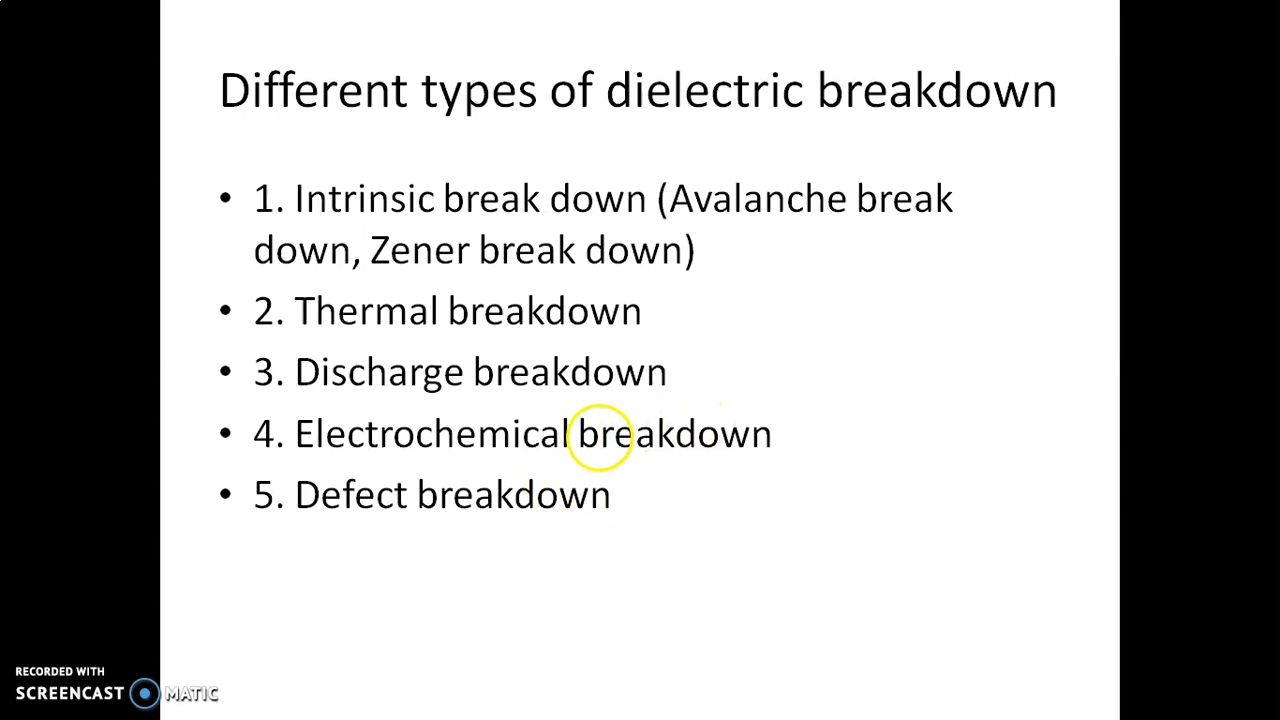 Different types of dielectric breakdown
• 1. Intrinsic break down (Avalanche break
down, Zener break down)
• 2. Thermal breakdown
• 3. Discharge breakdown
• 4. Electrochemical breakdown
• 5. Defect breakdown
RECORDED WITH
SCREENCAST MATIC